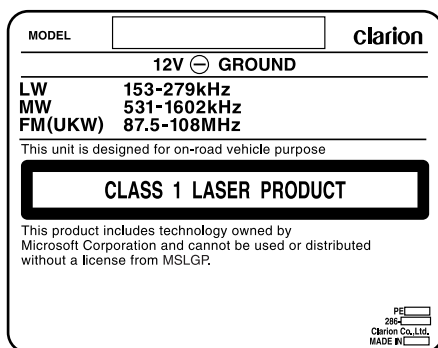 MODEL clarion
12V ⊖ GROUND
LW 153-279kHz
MW 531-1602kHz
FM(UKW) 87.5-108MHz
This unit is designed for on-road vehicle purpose
CLASS 1 LASER PRODUCT
This product includes technology owned by
Microsoft Corporation and cannot be used or distributed
without a license from MSLGP.
PE
286-
Clarion Co.,Ltd.
MADE IN